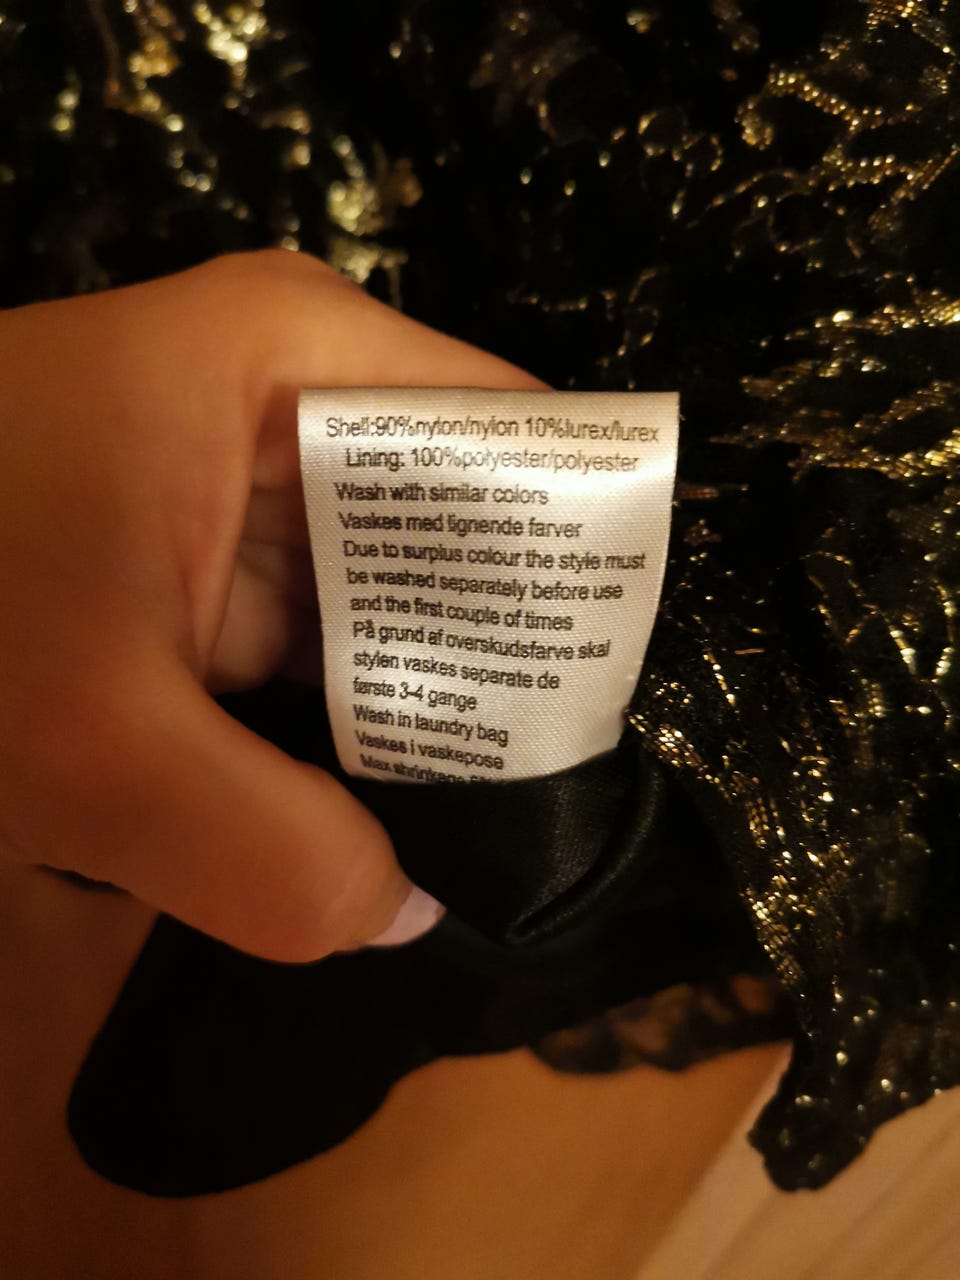 Shell:90%nylon/nylon 10%lurex/lurex
Lining: 100%polyester/polyester
Wash with similar colors
Vaskes med lignende farver
Due to surplus colour the style must
be washed separately before use
and the first couple of times
På grund af overskudsfarve skal
stylen vaskes separate de
første 3-4 gange
Wash in laundry bag
Vaskes i vaskepose
Max shrinkage